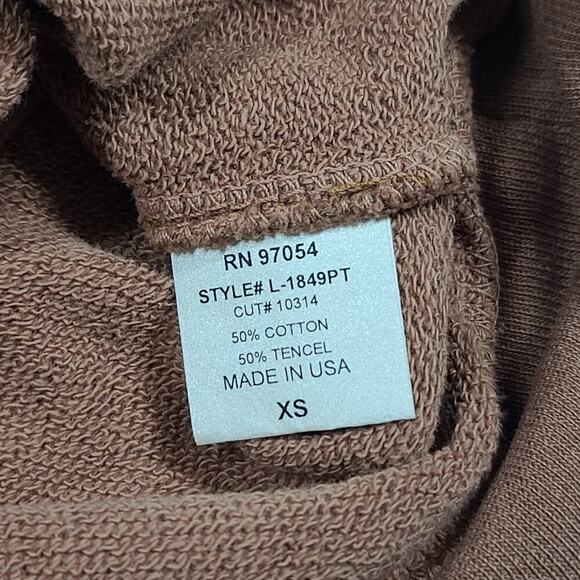 RN 97054
STYLE# L-1849PT
CUT# 10314
50% COTTON
50% TENCEL
MADE IN USA
XS